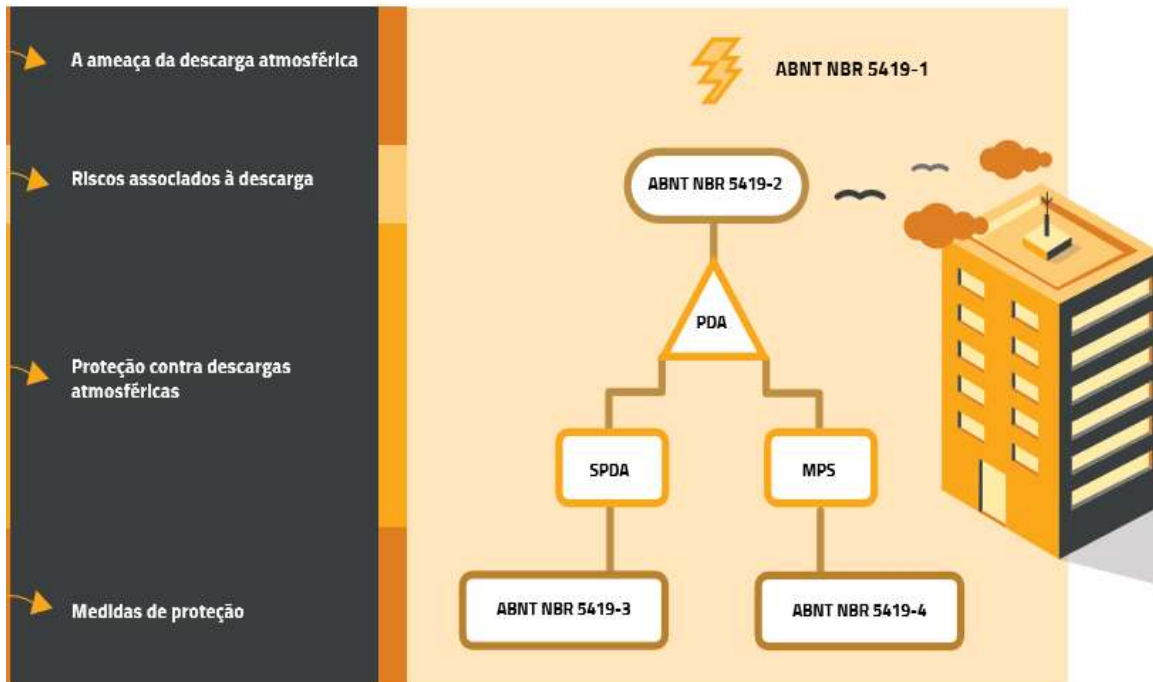 A ameaça da descarga atmosférica
ABNT NBR 5419-1
Riscos associados à descarga
ABNT NBR 5419-2
PDA
Proteção contra descargas
atmosféricas
SPDA
MPS
Medidas de proteção
ABNT NBR 5419-3
ABNT NBR 5419-4